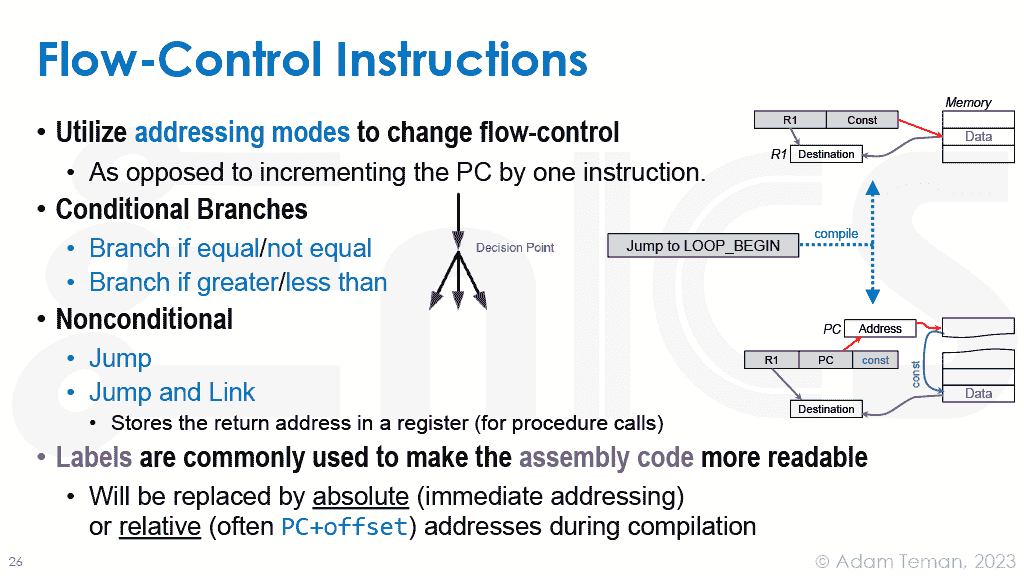 Flow-Control Instructions
• Utilize addressing modes to change flow-control
• As opposed to incrementing the PC by one instruction.
• Conditional Branches
• Branch if equal/not equal
• Branch if greater/less than
• Nonconditional
• Jump
• Jump and Link
• Stores the return address in a register (for procedure calls)
• Labels are commonly used to make the assembly code more readable
• Will be replaced by absolute (immediate addressing)
or relative (often PC+offset) addresses during compilation
Decision Point
Memory
R1 Const
Data
R1 Destination
compile
Jump to LOOP_BEGIN
PC Address
R1 PC const
const
Data
Destination
26
© Adam Teman, 2023